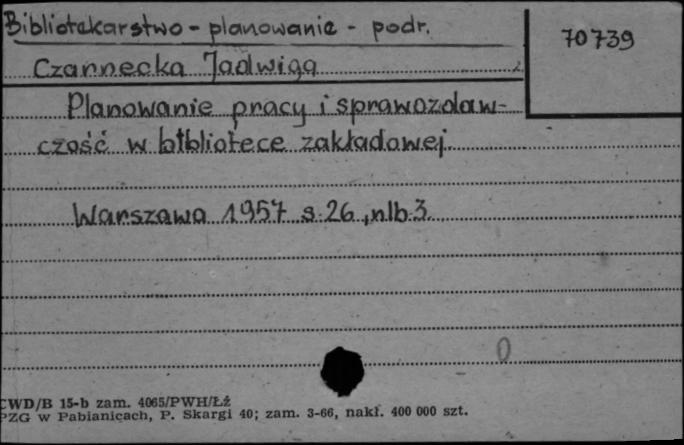 Bibliotekarstwo - planowanie - podr.
70739
Czarnecka Jadwiga
Planowanie pracy i sprawozdaw-
czość w bibliotece zakładowej.
Warszawa 1957 s. 26, nlb. 3.
0
CWD/B 15-b zam. 4065/PWH/Łź
PZG w Pabianicach, P. Skargi 40; zam. 3-66, nakł. 400 000 szt.